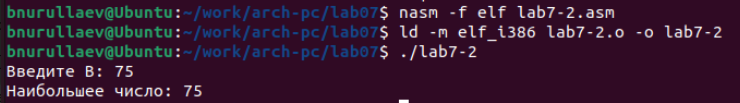 bnurullaev@Ubuntu:~/work/arch-pc/lab07$ nasm -f elf lab7-2.asm
bnurullaev@Ubuntu:~/work/arch-pc/lab07$ ld -m elf_i386 lab7-2.o -o lab7-2
bnurullaev@Ubuntu:~/work/arch-pc/lab07$ ./lab7-2
Введите В: 75
Наибольшее число: 75